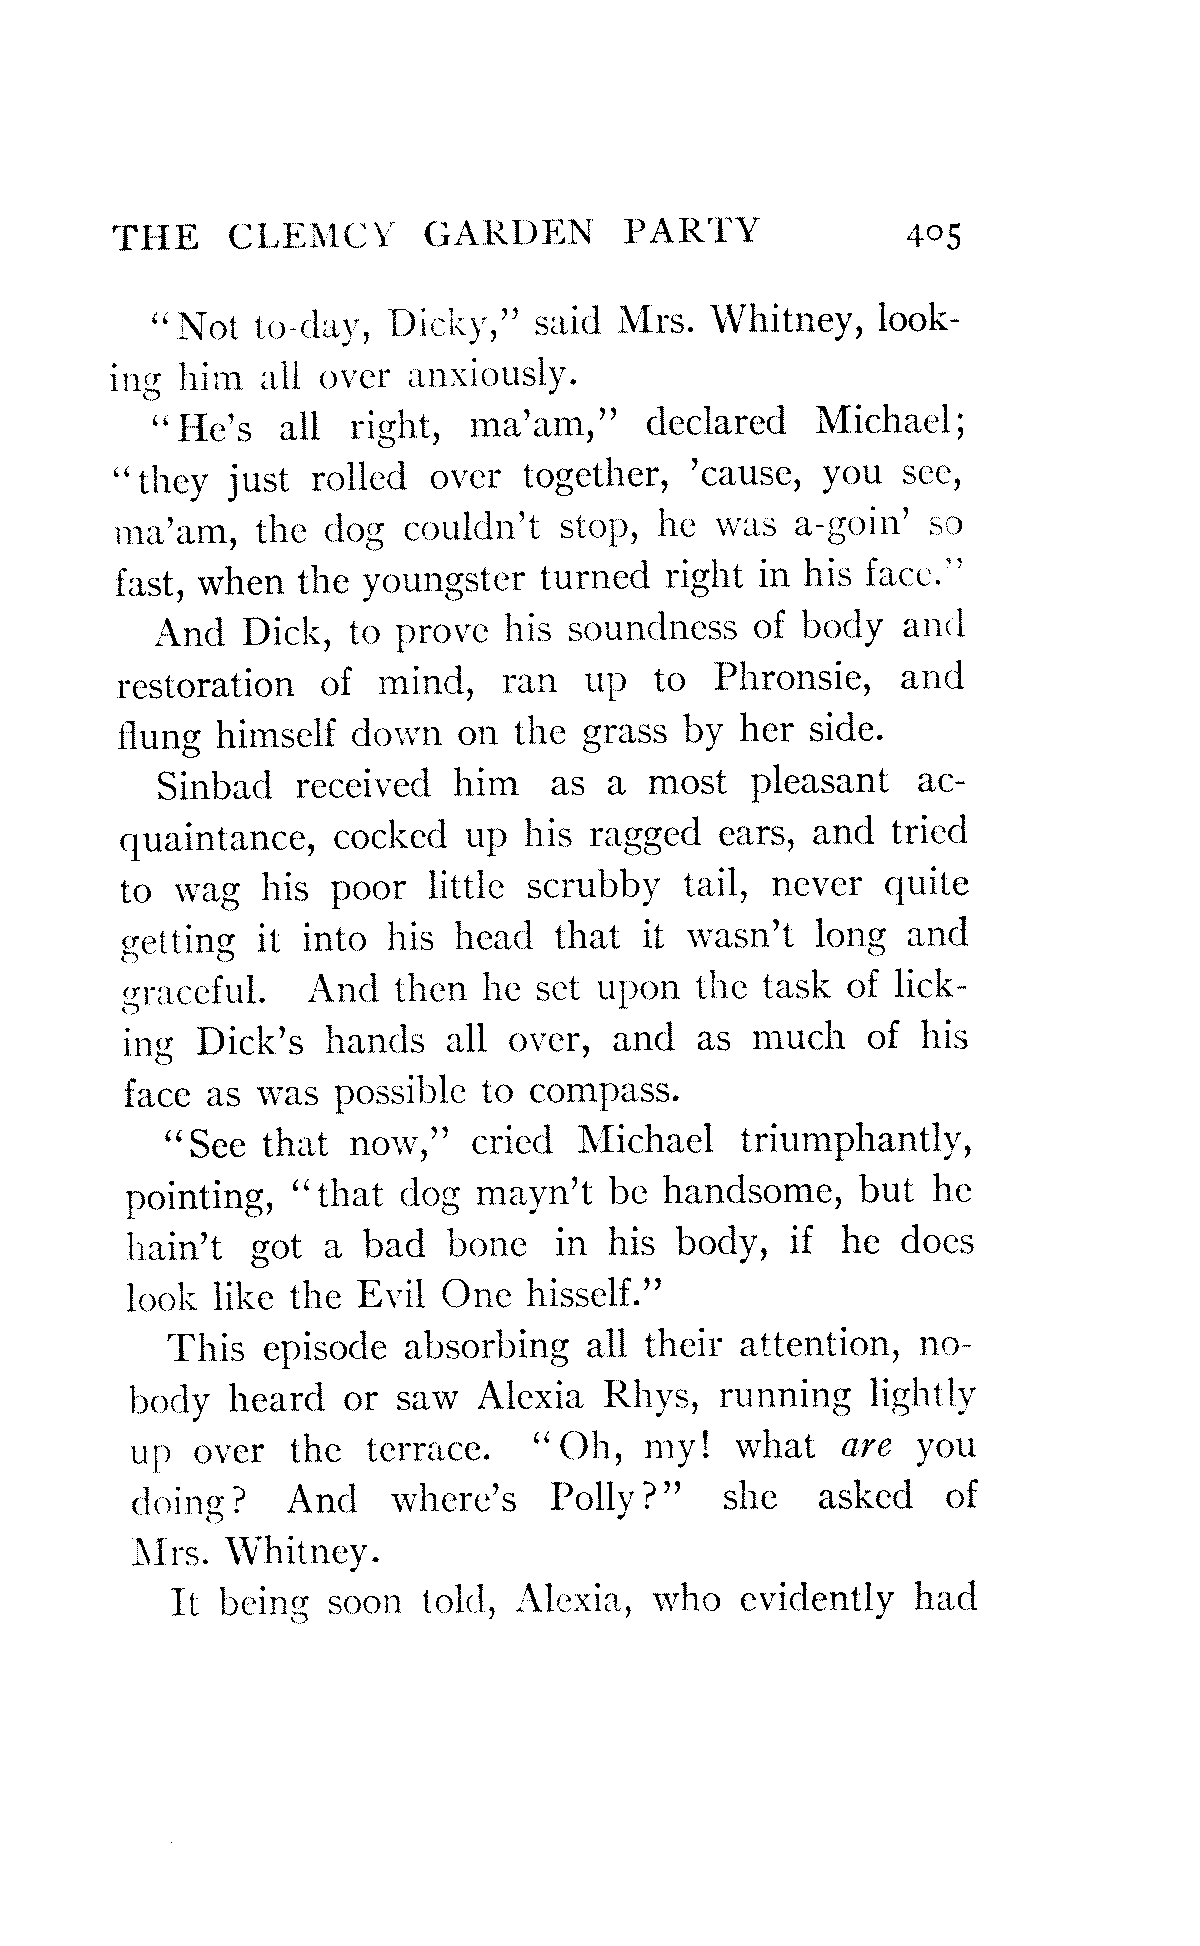 THE CLEMCY GARDEN PARTY 405
"Not to-day, Dicky," said Mrs. Whitney, look-
ing him all over anxiously.
"He's all right, ma'am," declared Michael;
"they just rolled over together, 'cause, you see,
ma'am, the dog couldn't stop, he was a-goin' so
fast, when the youngster turned right in his face."
And Dick, to prove his soundness of body and
restoration of mind, ran up to Phronsie, and
flung himself down on the grass by her side.
Sinbad received him as a most pleasant ac-
quaintance, cocked up his ragged ears, and tried
to wag his poor little scrubby tail, never quite
getting it into his head that it wasn't long and
graceful. And then he set upon the task of lick-
ing Dick's hands all over, and as much of his
face as was possible to compass.
"See that now," cried Michael triumphantly,
pointing, "that dog mayn't be handsome, but he
hain't got a bad bone in his body, if he does
look like the Evil One hisself."
This episode absorbing all their attention, no-
body heard or saw Alexia Rhys, running lightly
up over the terrace. "Oh, my! what are you
doing? And where's Polly?" she asked of
Mrs. Whitney.
It being soon told, Alexia, who evidently had